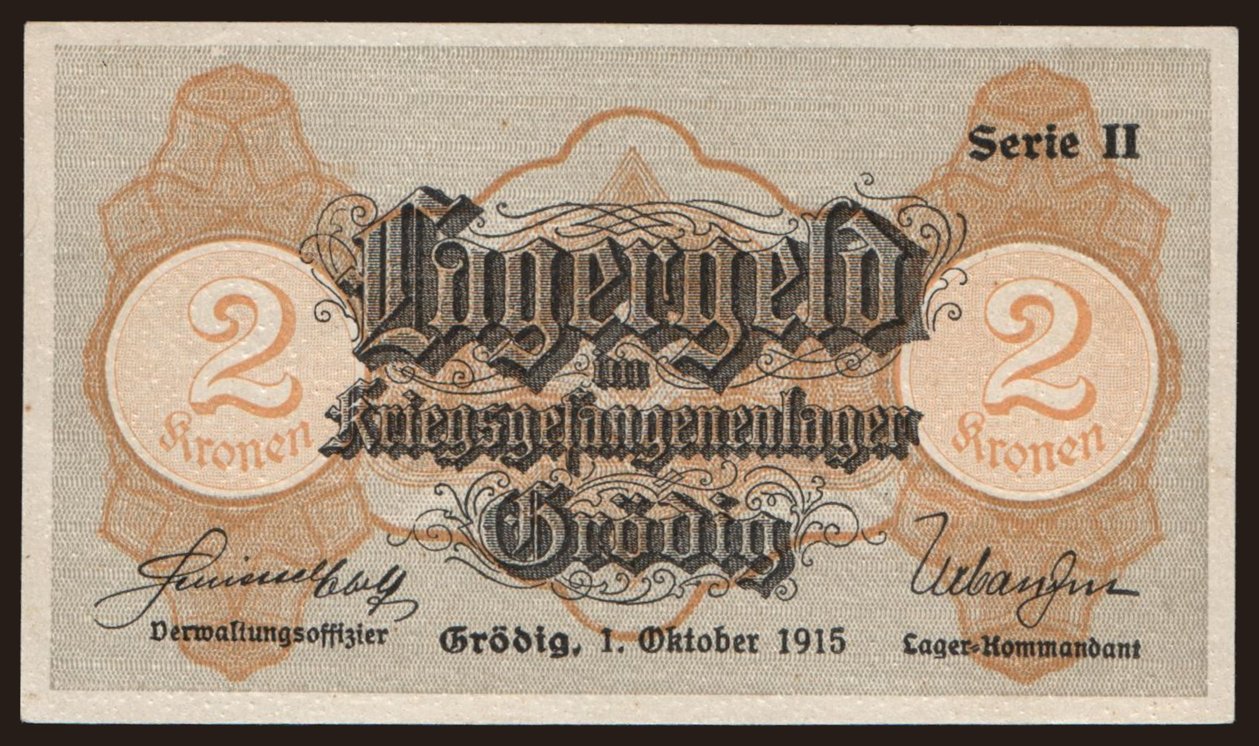 Serie II
Lagergeld
im
Kriegsgefangenenlager
Grödig
2
Kronen
2
Kronen
Verwaltungsoffizier
Grödig, 1. Oktober 1915
Lager-Kommandant